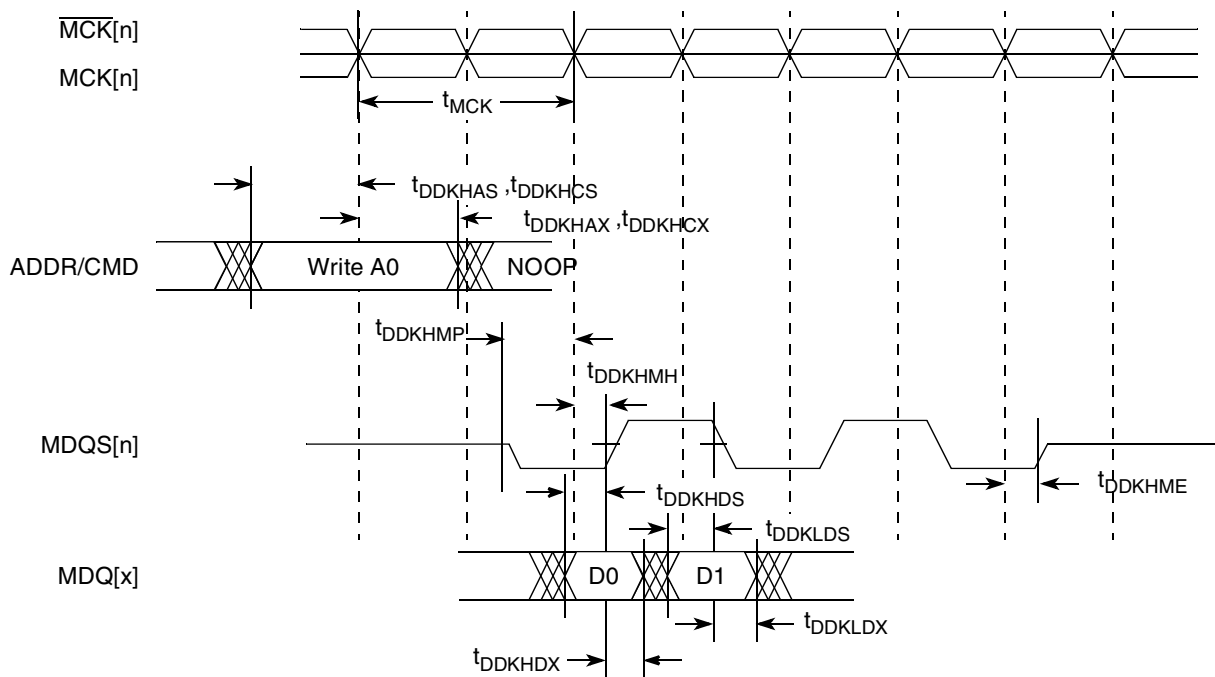 MCK[n]
MCK[n]
tMCK
tDDKHAS ,tDDKHCS
tDDKHAX ,tDDKHCX
ADDR/CMD
Write A0
NOOP
tDDKHMP
tDDKHMH
MDQS[n]
tDDKHDS
tDDKHME
tDDKLDS
MDQ[x]
D0
D1
tDDKLDX
tDDKHDX